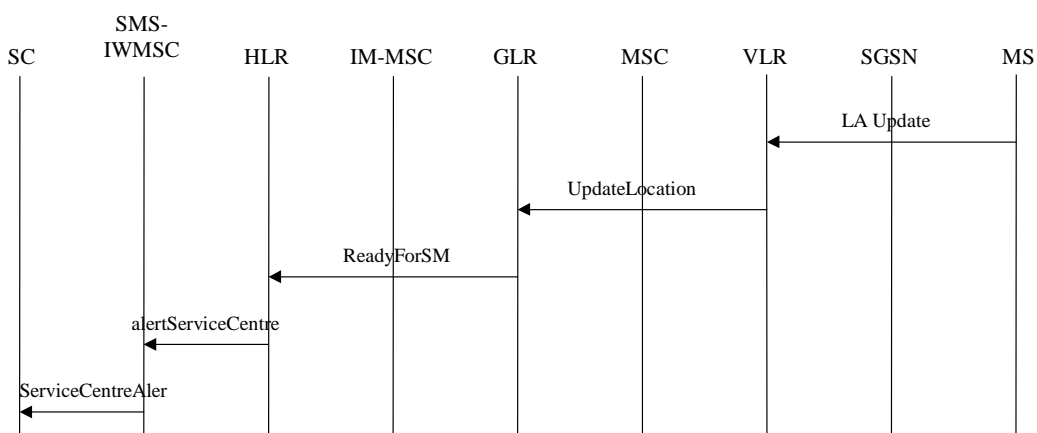 SMS-
IWMSC
SC
HLR
IM-MSC
GLR
MSC
VLR
SGSN
MS
LA Update
UpdateLocation
ReadyForSM
alertServiceCentre
ServiceCentreAler